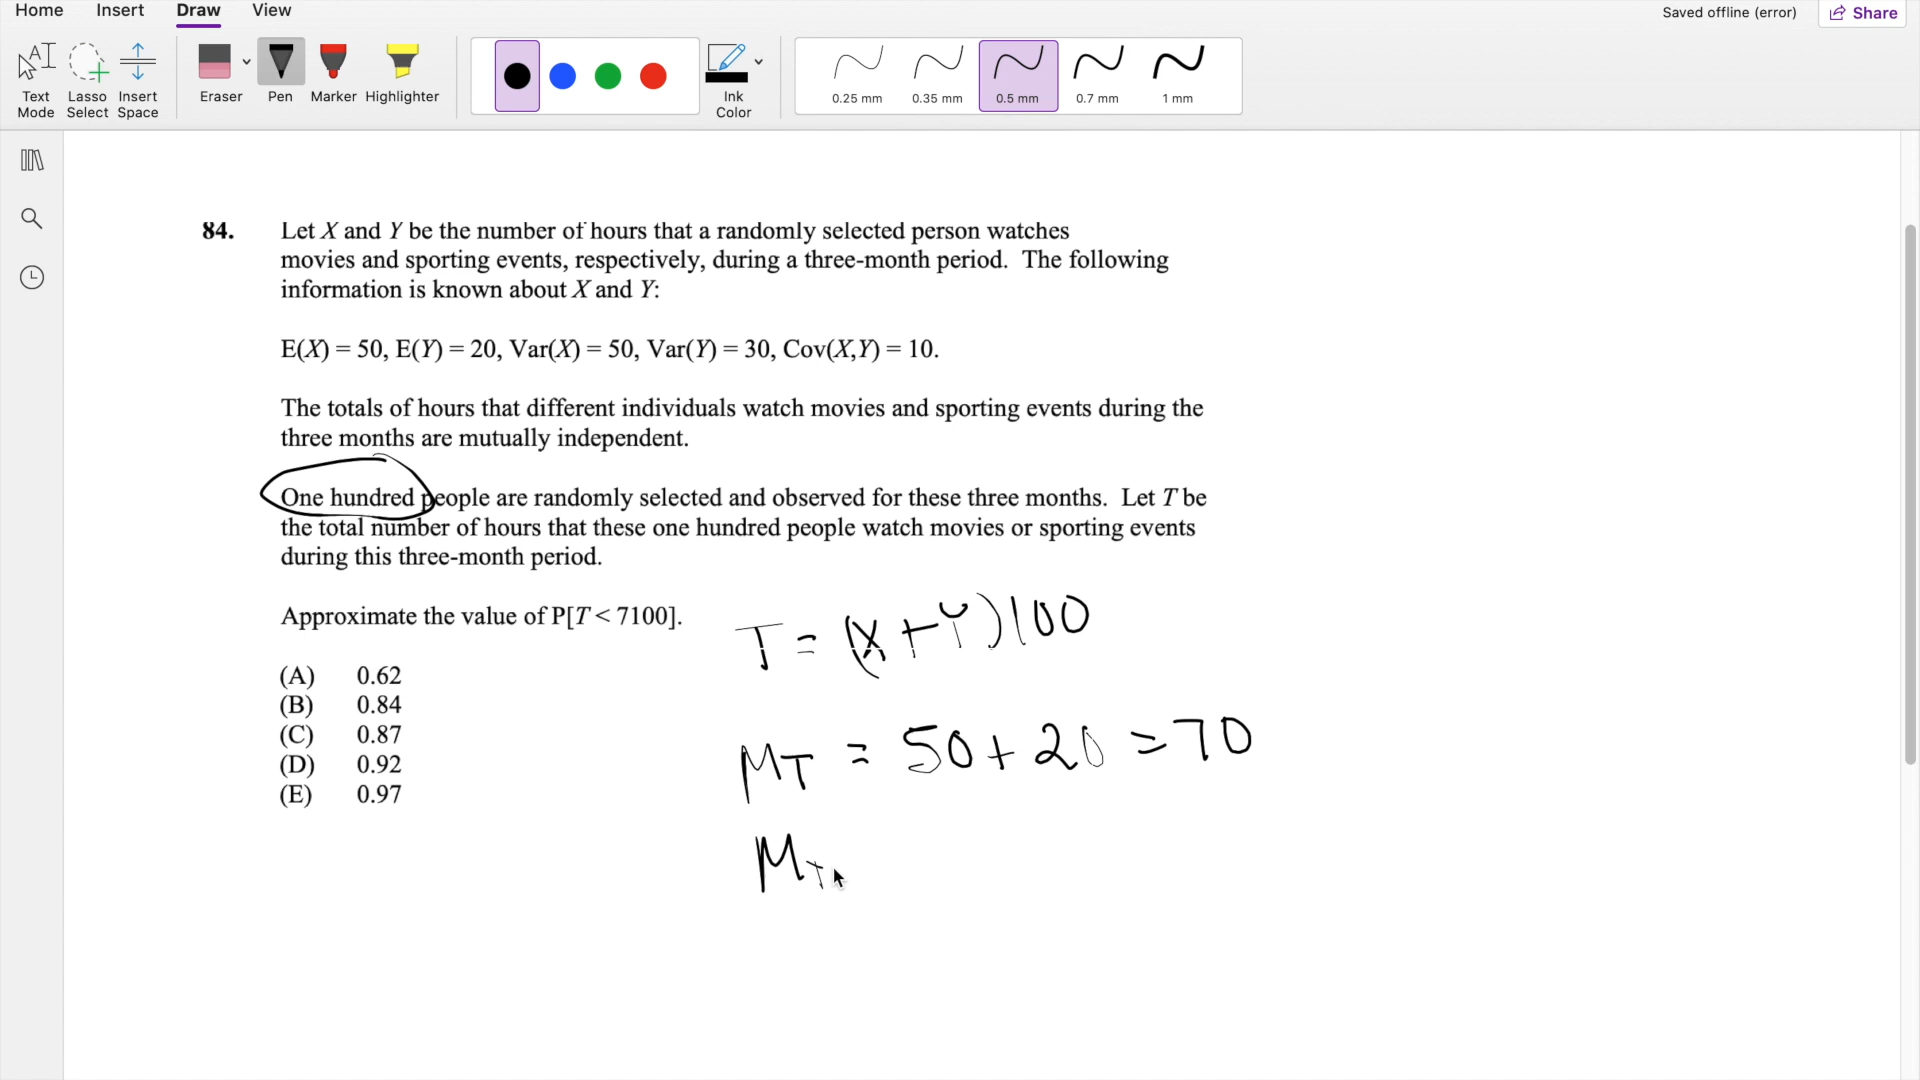 Home Insert Draw View Saved offline (error) Share
Text Mode Lasso Select Insert Space Eraser Pen Marker Highlighter Ink Color 0.25 mm 0.35 mm 0.5 mm 0.7 mm 1 mm
84. Let X and Y be the number of hours that a randomly selected person watches
movies and sporting events, respectively, during a three-month period. The following
information is known about X and Y:
E(X) = 50, E(Y) = 20, Var(X) = 50, Var(Y) = 30, Cov(X,Y) = 10.
The totals of hours that different individuals watch movies and sporting events during the
three months are mutually independent.
One hundred people are randomly selected and observed for these three months. Let T be
the total number of hours that these one hundred people watch movies or sporting events
during this three-month period.
Approximate the value of P[T < 7100].
(A) 0.62
(B) 0.84
(C) 0.87
(D) 0.92
(E) 0.97
T = (X+Y)100
MT = 50+20 = 70
MT